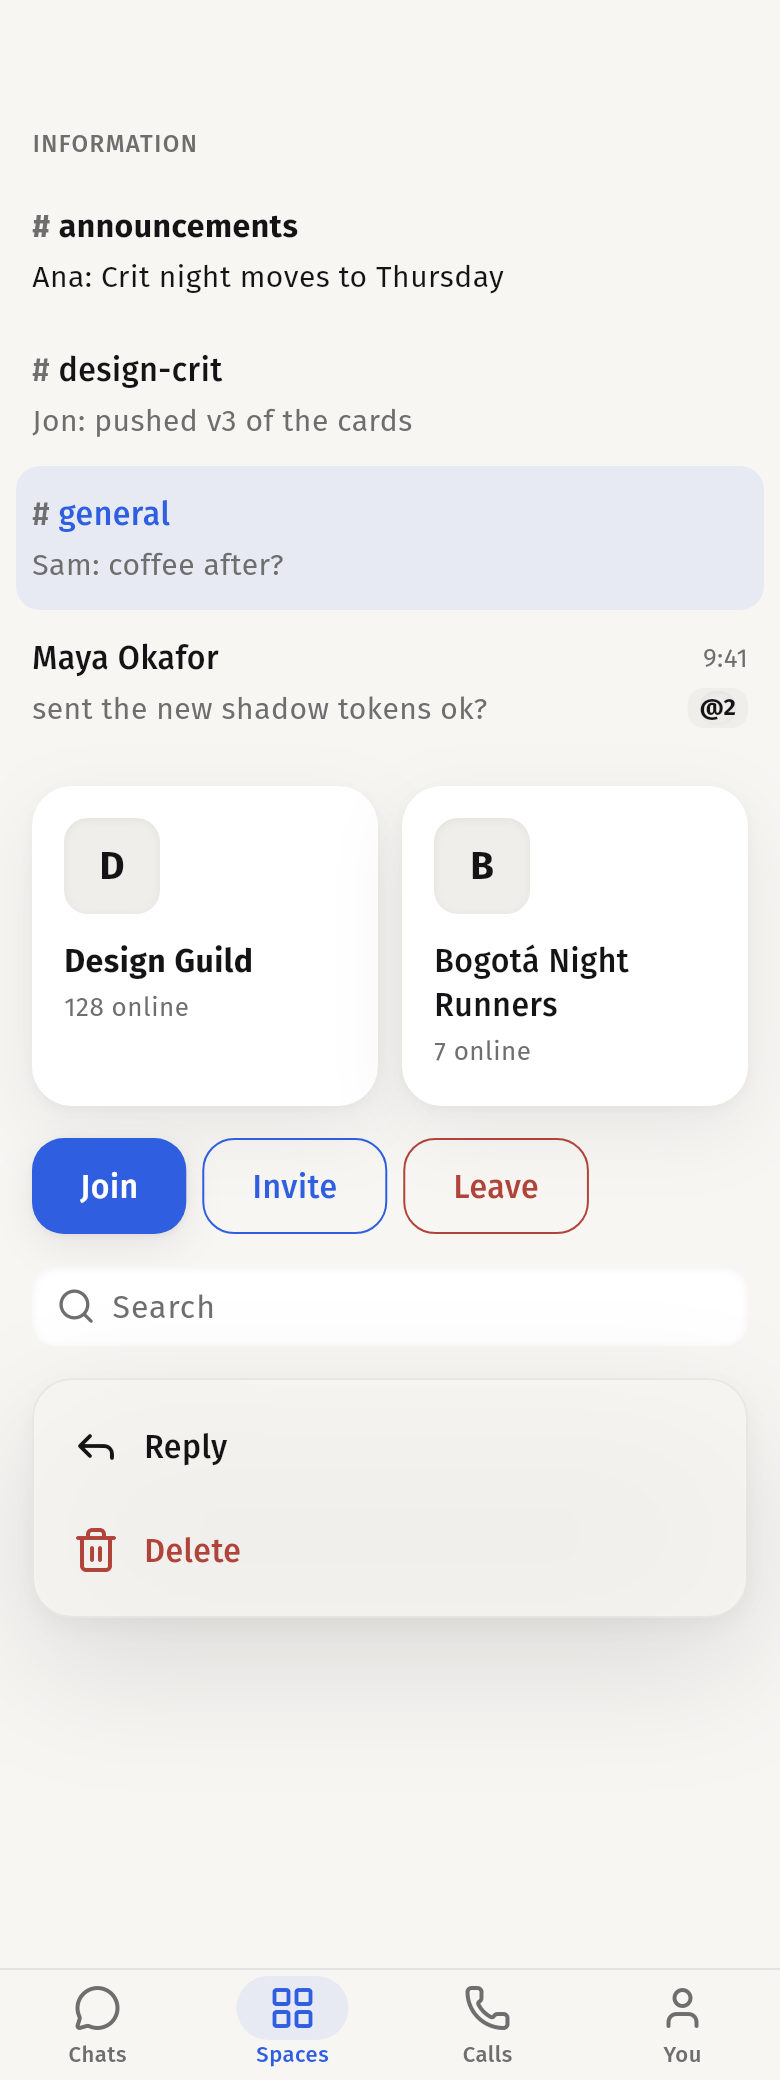 INFORMATION
# announcements
Ana: Crit night moves to Thursday
# design-crit
Jon: pushed v3 of the cards
# general
Sam: coffee after?
Maya Okafor 9:41
sent the new shadow tokens ok? @2
D
Design Guild
128 online
B
Bogotá Night
Runners
7 online
Join Invite Leave
Search
Reply
Delete
Chats Spaces Calls You